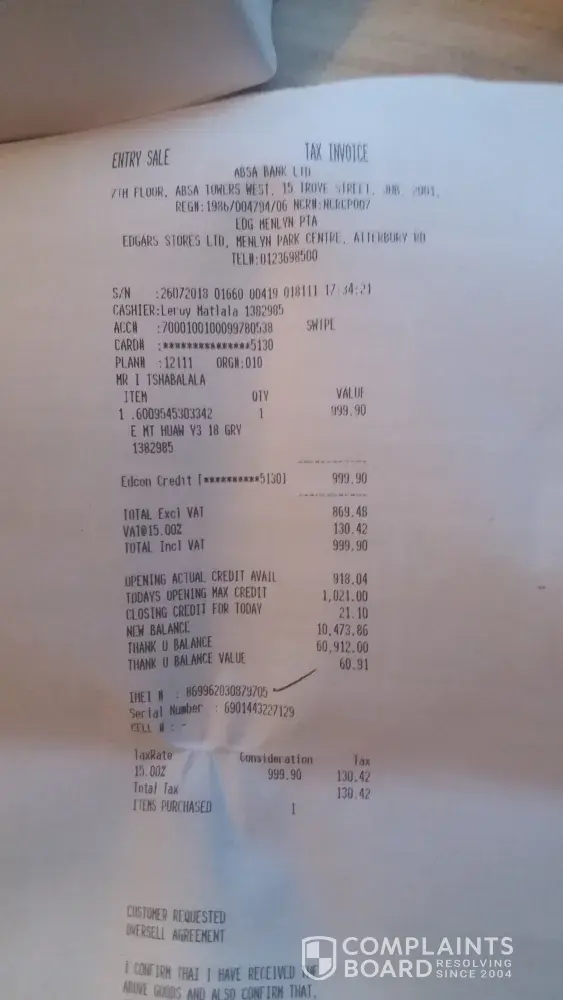 ENTRY SALE TAX INVOICE
ABSA BANK LTD
7TH FLOOR, ABSA TOWERS WEST, 15 TROYE STREET, JHB 2001,
REG#:1986/004794/06 NCR#:NCRCP007
EDG MENLYN PTA
EDGARS STORES LTD, MENLYN PARK CENTRE, ATTERBURY RD
TEL#:0123698500
S/N :26072018 01660 00419 018111 17:34:21
CASHIER:Leroy Matlala 1382985
ACC# :7000100100099780538 SWIPE
CARD# :***************5130
PLAN# :12111 ORG#:010
MR I TSHABALALA
ITEM QTY VALUE
1 .6009545303342 1 999.90
E MT HUAW Y3 18 GRY
1382985
Edcon Credit [**********5130] 999.90
TOTAL Excl VAT 869.48
VAT@15.00% 130.42
TOTAL Incl VAT 999.90
OPENING ACTUAL CREDIT AVAIL 918.04
TODAYS OPENING MAX CREDIT 1,021.00
CLOSING CREDIT FOR TODAY 21.10
NEW BALANCE 10,473.86
THANK U BALANCE 60,912.00
THANK U BALANCE VALUE 60.91
IMEI # : 869962030879705
Serial Number : 6901443227129
CELL # : -
TaxRate Consideration Tax
15.00% 999.90 130.42
Total Tax 130.42
ITEMS PURCHASED 1
CUSTOMER REQUESTED
OVERSELL AGREEMENT
I CONFIRM THAT I HAVE RECEIVED THE
ABOVE GOODS AND ALSO CONFIRM THAT,
COMPLAINTS
BOARD RESOLVING
SINCE 2004